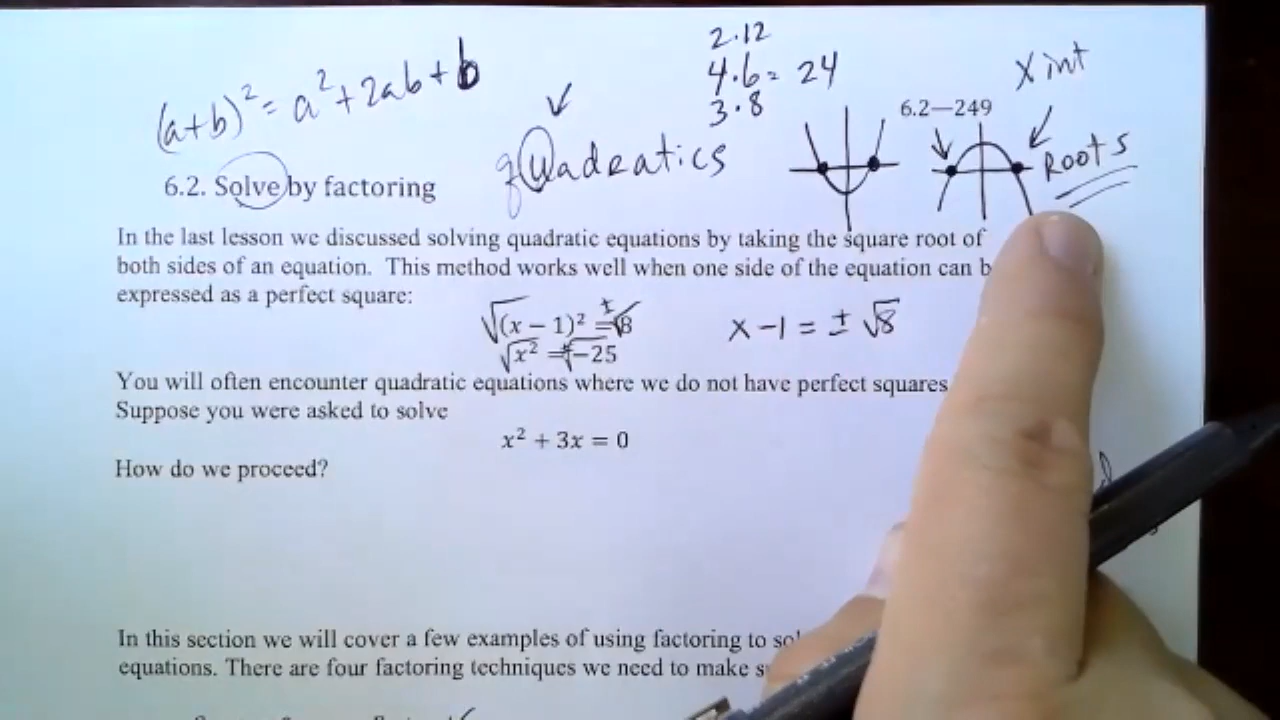 2·12
4·6= 24
3·8
(a+b)²= a²+2ab+b
X int
6.2—249
Roots
quadratics
6.2. Solve by factoring
In the last lesson we discussed solving quadratic equations by taking the square root of
both sides of an equation. This method works well when one side of the equation can b
expressed as a perfect square:
√(x − 1)² = ±√8
x −1 = ± √8
√x² = ±√−25
You will often encounter quadratic equations where we do not have perfect squares
Suppose you were asked to solve
x² + 3x = 0
How do we proceed?
In this section we will cover a few examples of using factoring to sol
equations. There are four factoring techniques we need to make s